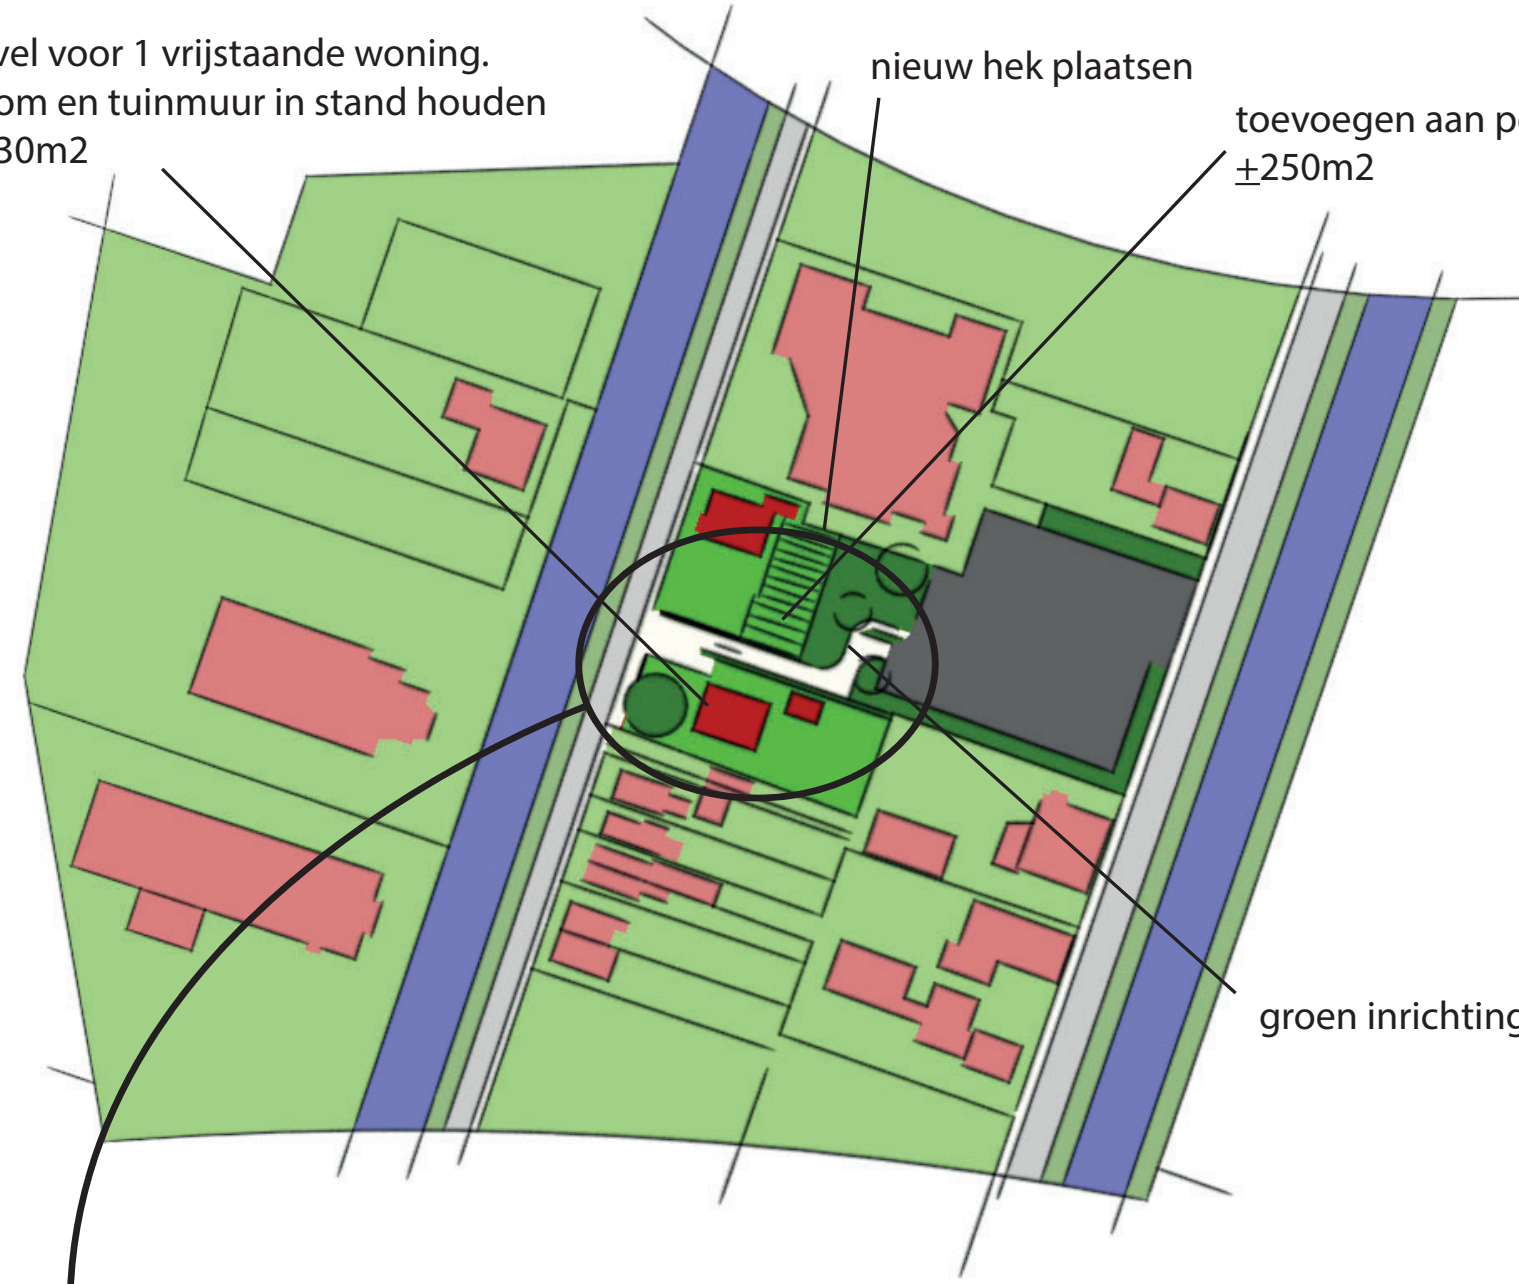 vel voor 1 vrijstaande woning.
om en tuinmuur in stand houden
30m2
nieuw hek plaatsen
toevoegen aan p
±250m2
groen inrichting